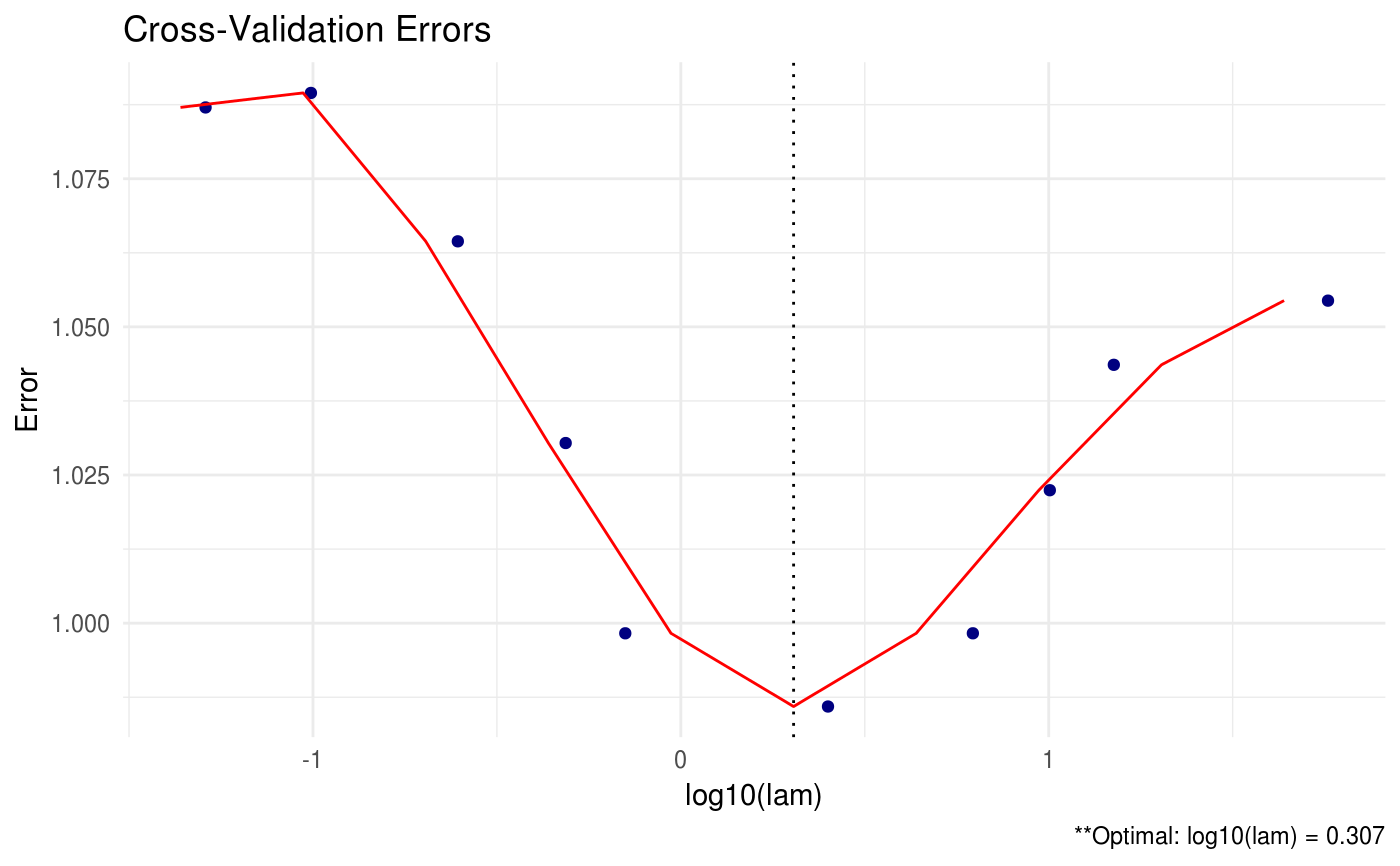 Cross-Validation Errors
Error
1.075
1.050
1.025
1.000
-1
0
1
log10(lam)
**Optimal: log10(lam) = 0.307